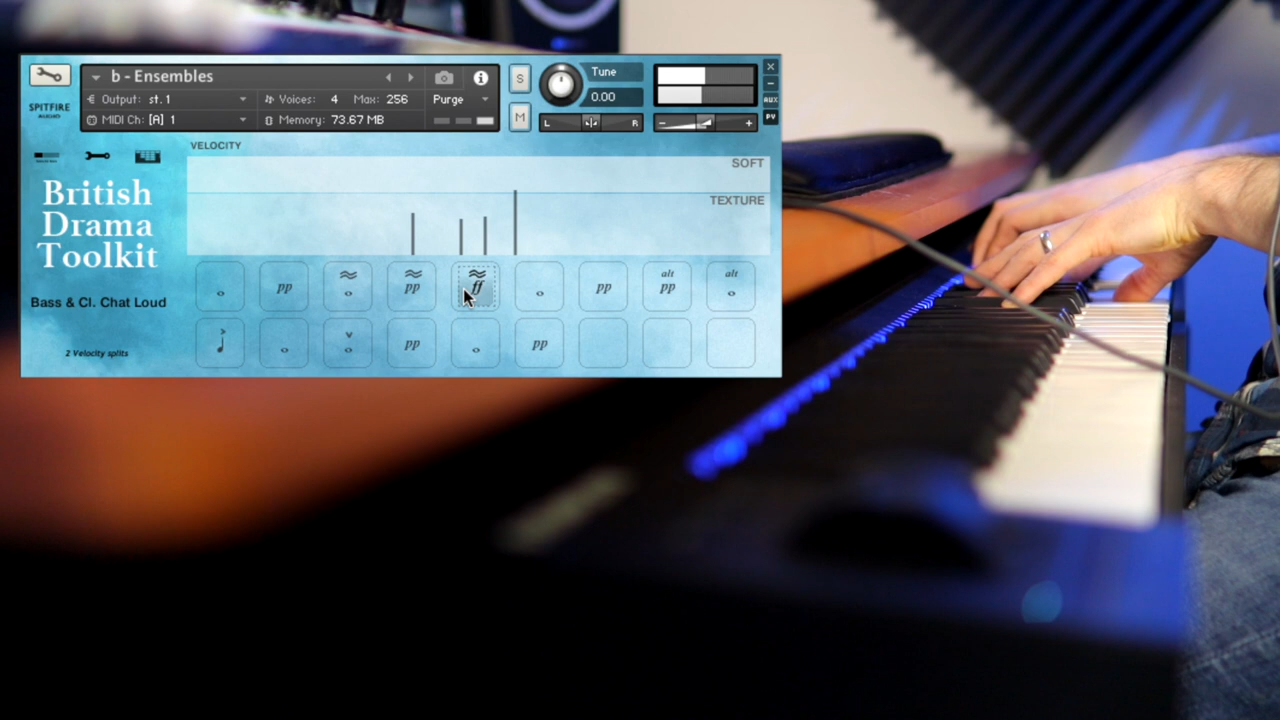 b - Ensembles
S
Tune
Output: st. 1
Voices: 4 Max: 256
Purge
0.00
SPITFIRE
AUDIO
MIDI Ch: [A] 1
Memory: 73.67 MB
M
L
R
- +
AUX
PV
VELOCITY
SOFT
TEXTURE
British
Drama
Toolkit
Bass & Cl. Chat Loud
2 Velocity splits
pp
pp
ff
pp
alt
pp
alt
pp
pp